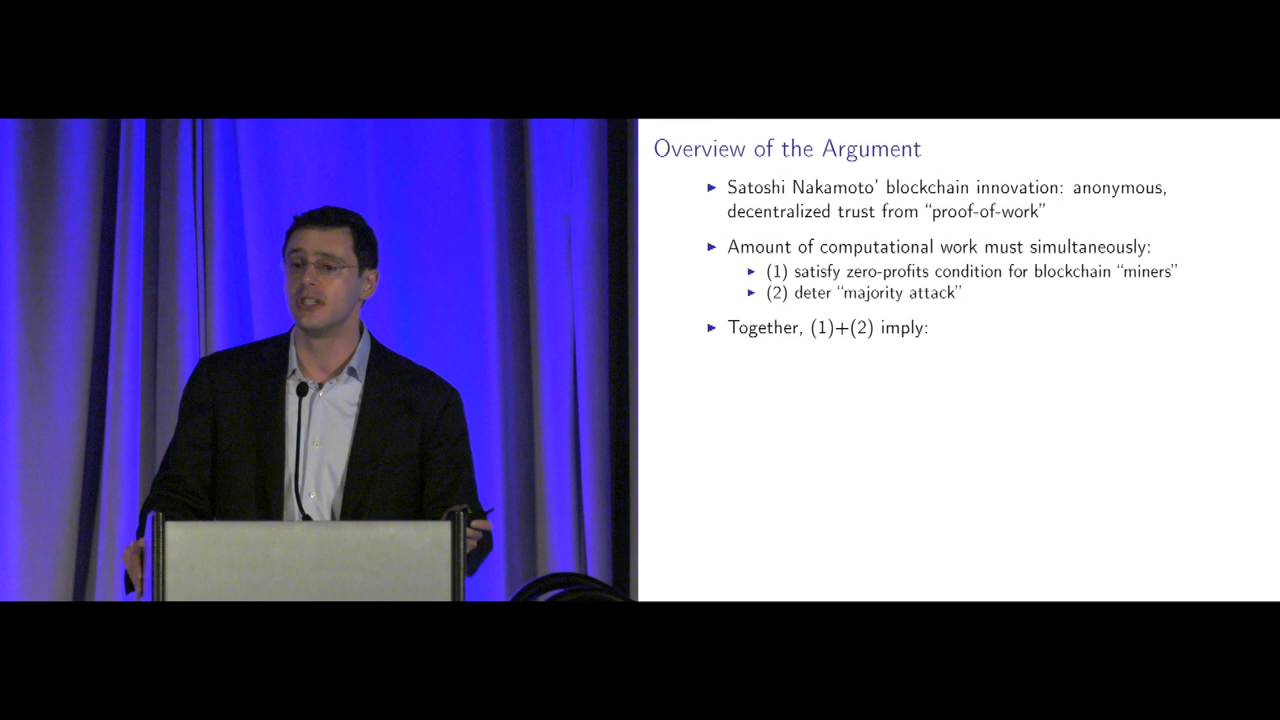 Overview of the Argument
Satoshi Nakamoto’ blockchain innovation: anonymous,
decentralized trust from “proof-of-work”
Amount of computational work must simultaneously:
(1) satisfy zero-profits condition for blockchain “miners”
(2) deter “majority attack”
Together, (1)+(2) imply: